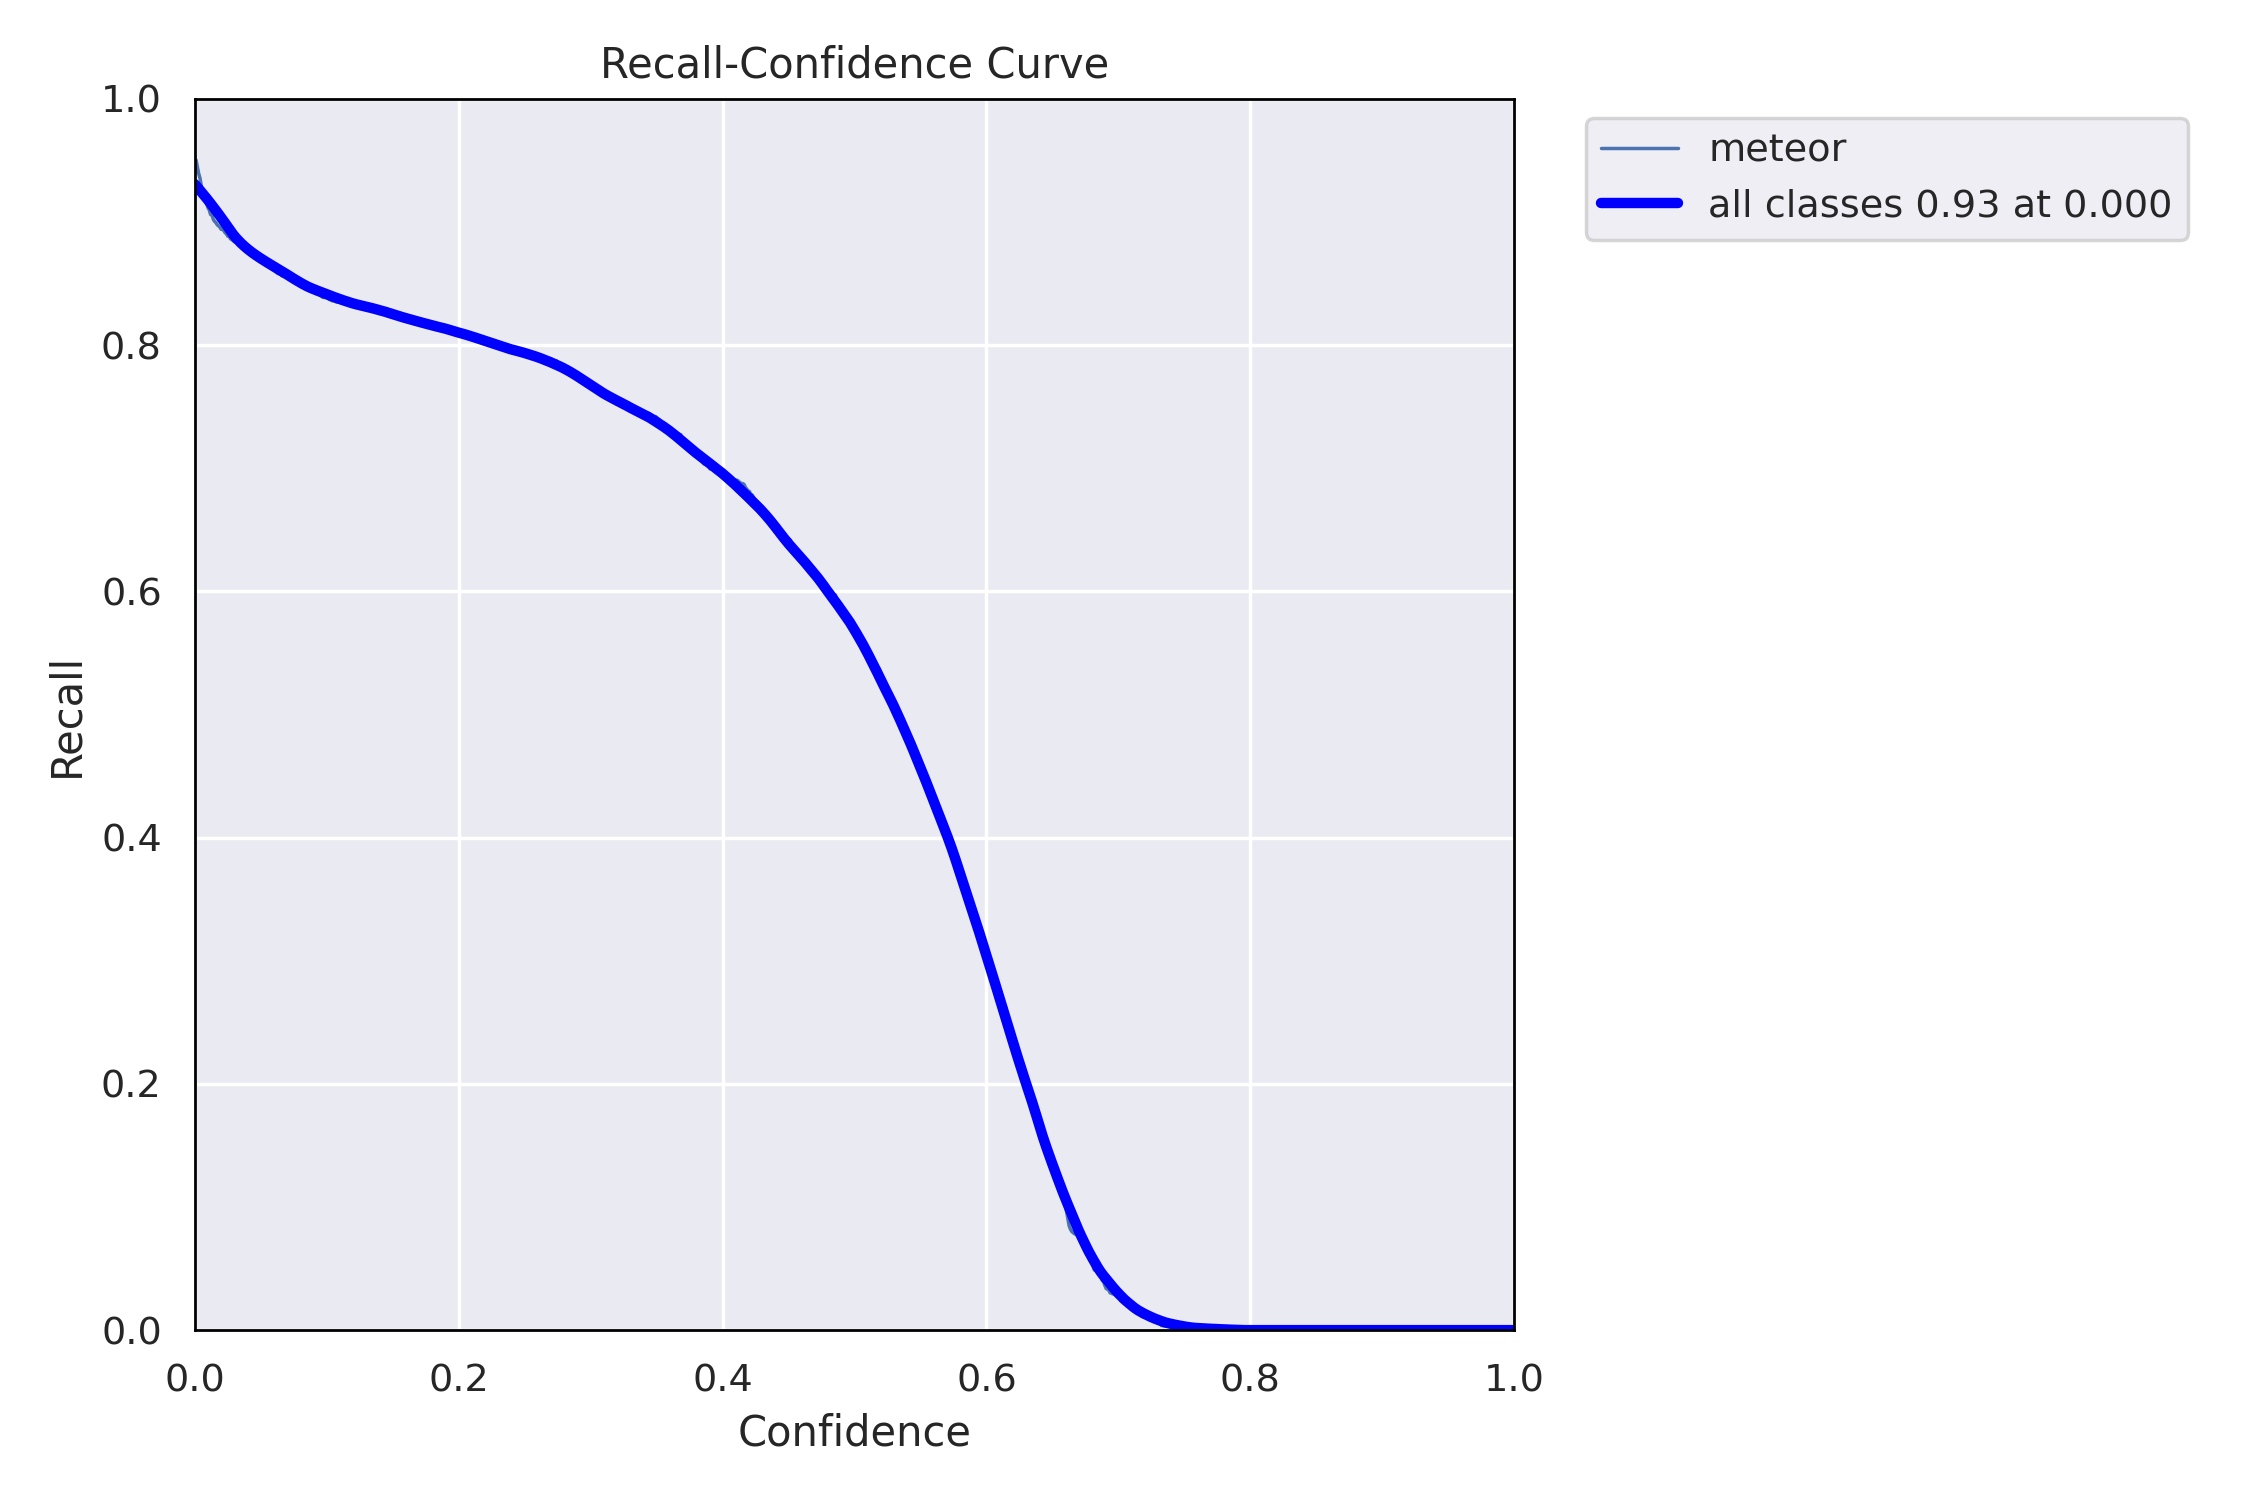 Recall-Confidence Curve
1.0
0.8
0.6
0.4
0.2
0.0
Recall
0.0 0.2 0.4 0.6 0.8 1.0
Confidence
meteor
all classes 0.93 at 0.000